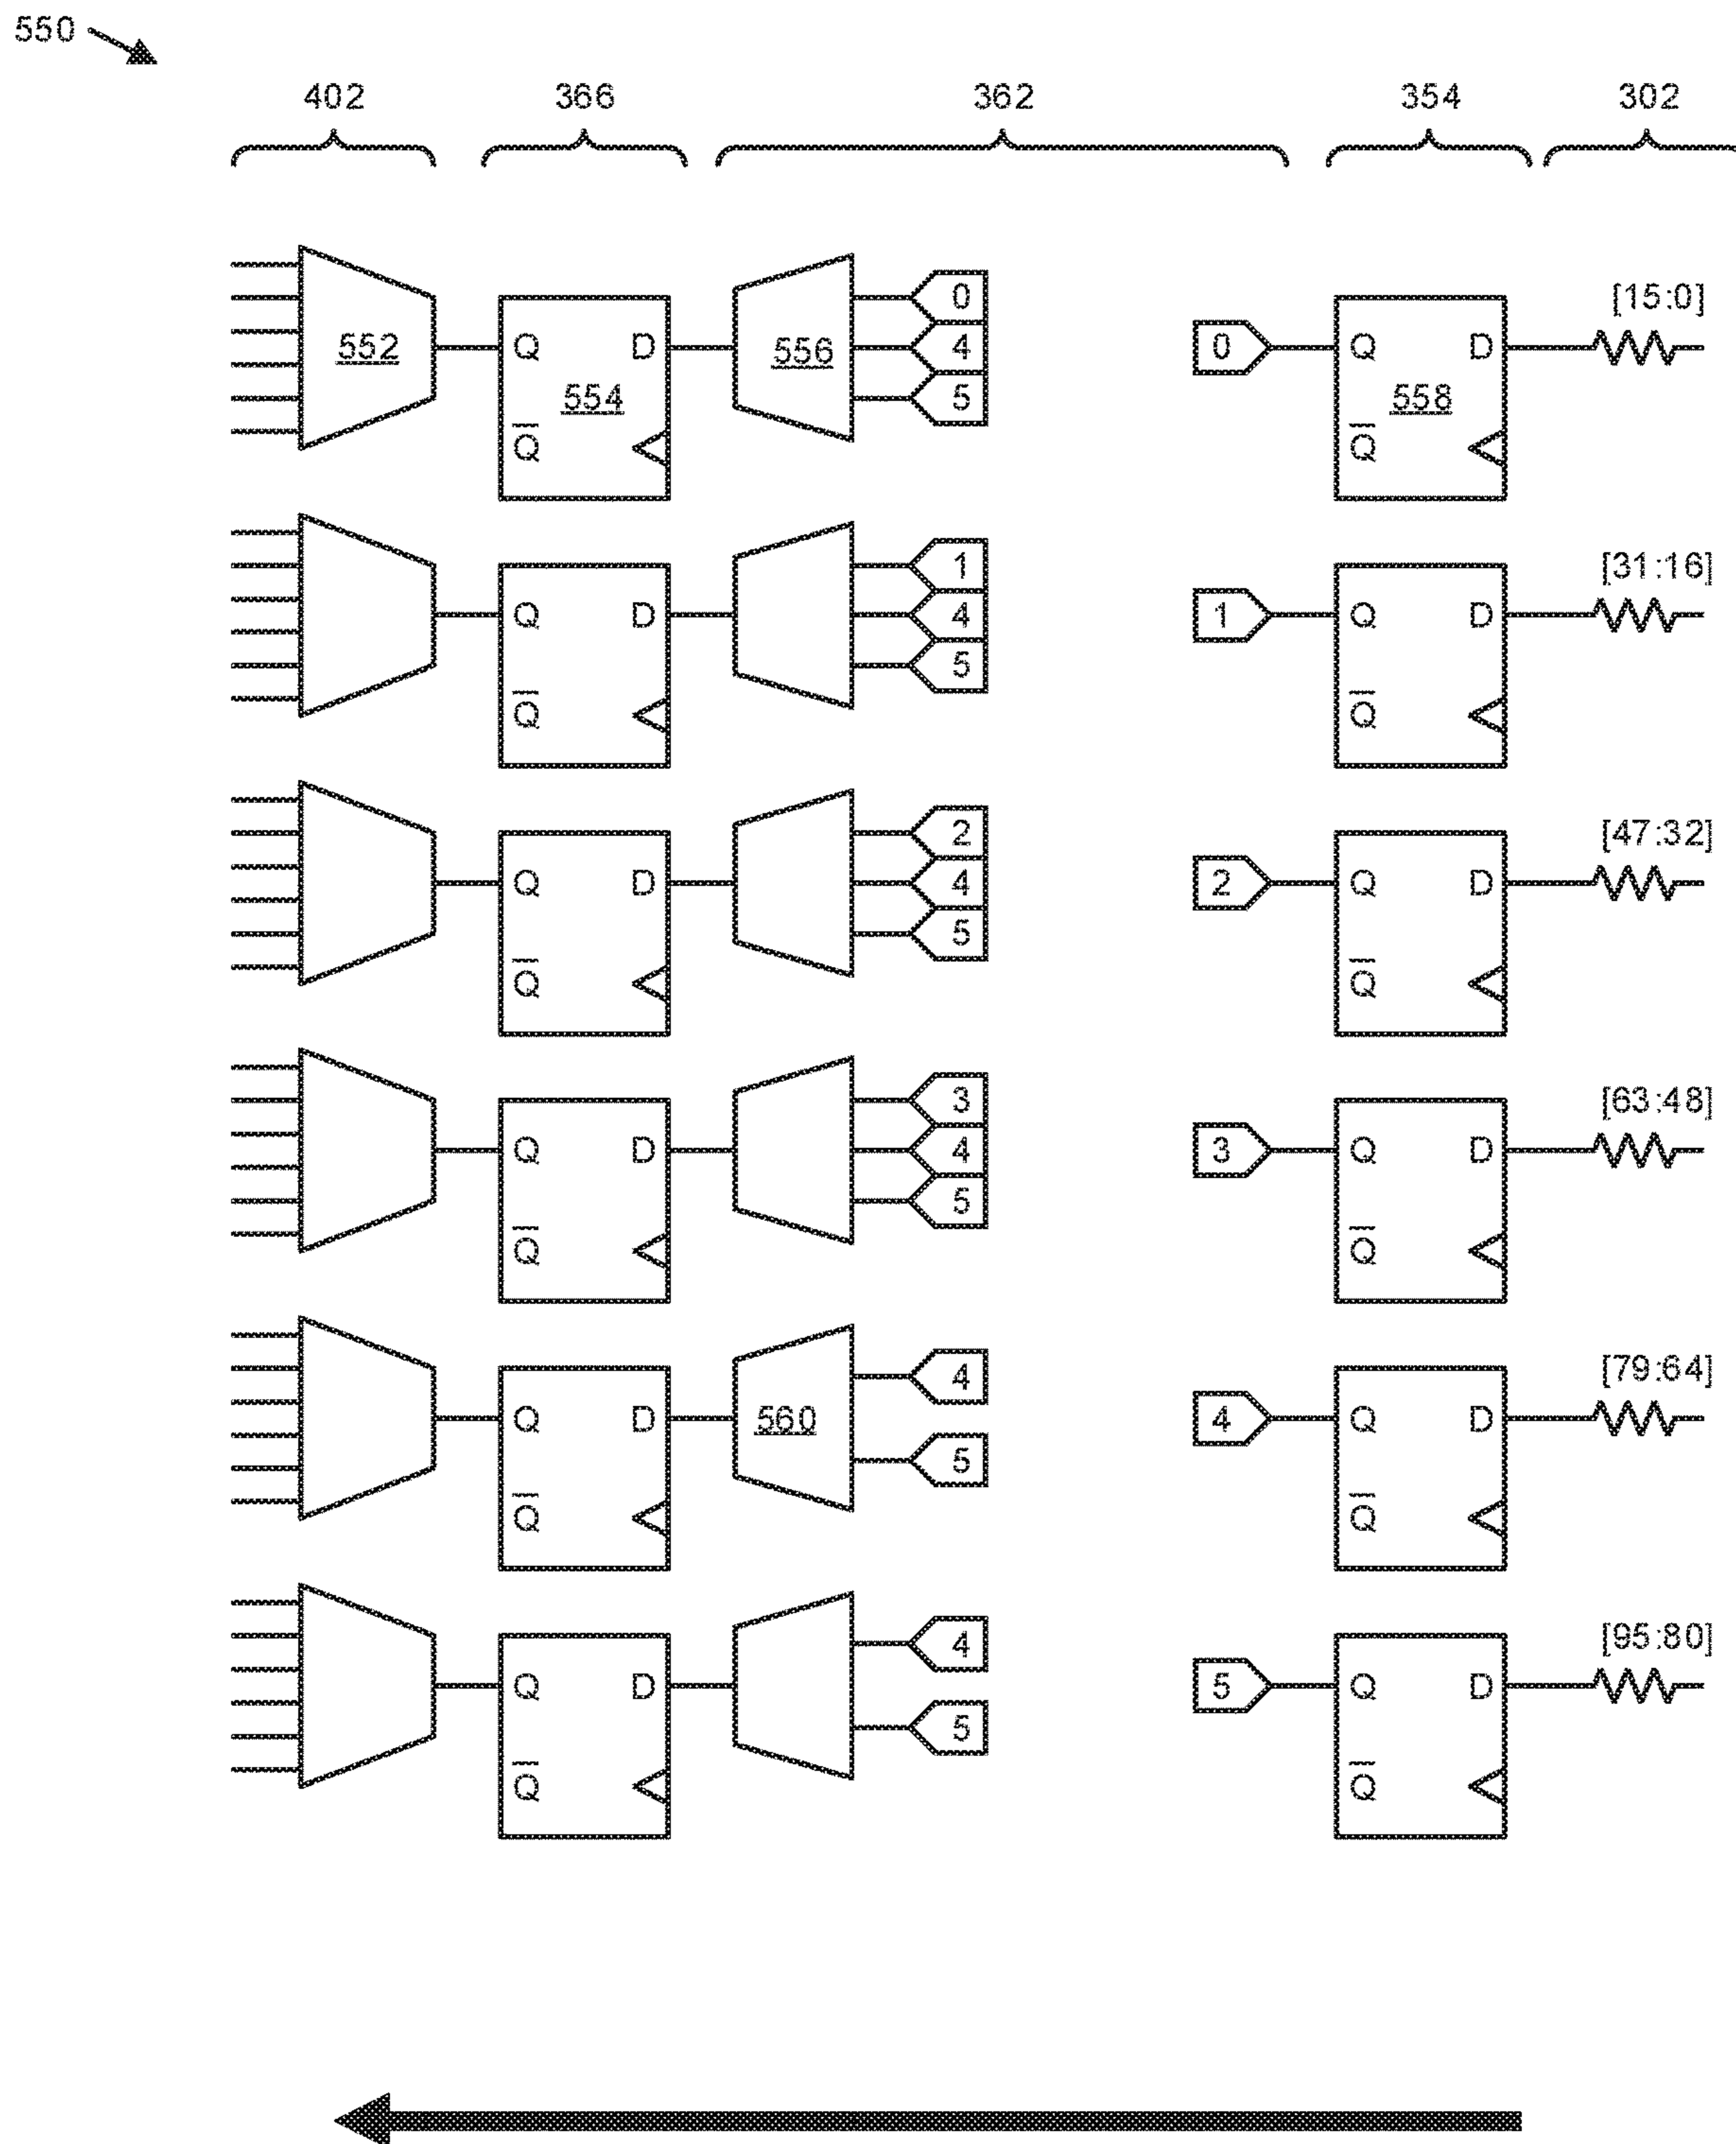 550
402 366 362 354 302
0 [15:0]
552 Q D 556 4 0 Q D
554 5 558
Q̅ Q̅
1 [31:16]
Q D 4 1 Q D
5
Q̅ Q̅
2 [47:32]
Q D 4 2 Q D
5
Q̅ Q̅
3 [63:48]
Q D 4 3 Q D
5
Q̅ Q̅
4 [79:64]
Q D 560 4 Q D
5
Q̅ Q̅
4 [95:80]
Q D 5 Q D
5
Q̅ Q̅